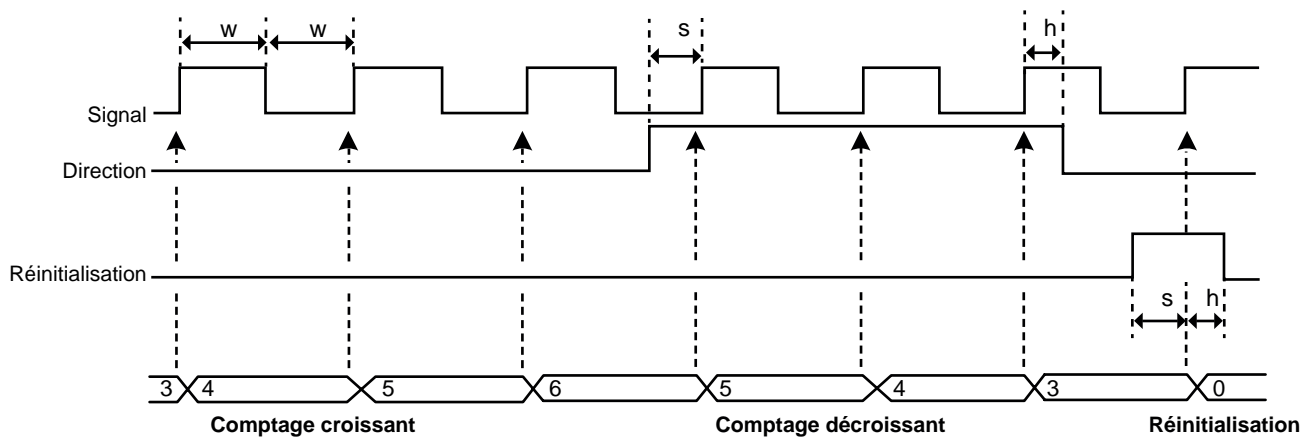 w w s h
Signal
Direction
Réinitialisation
s h
3 4 5 6 5 4 3 0
Comptage croissant Comptage décroissant Réinitialisation